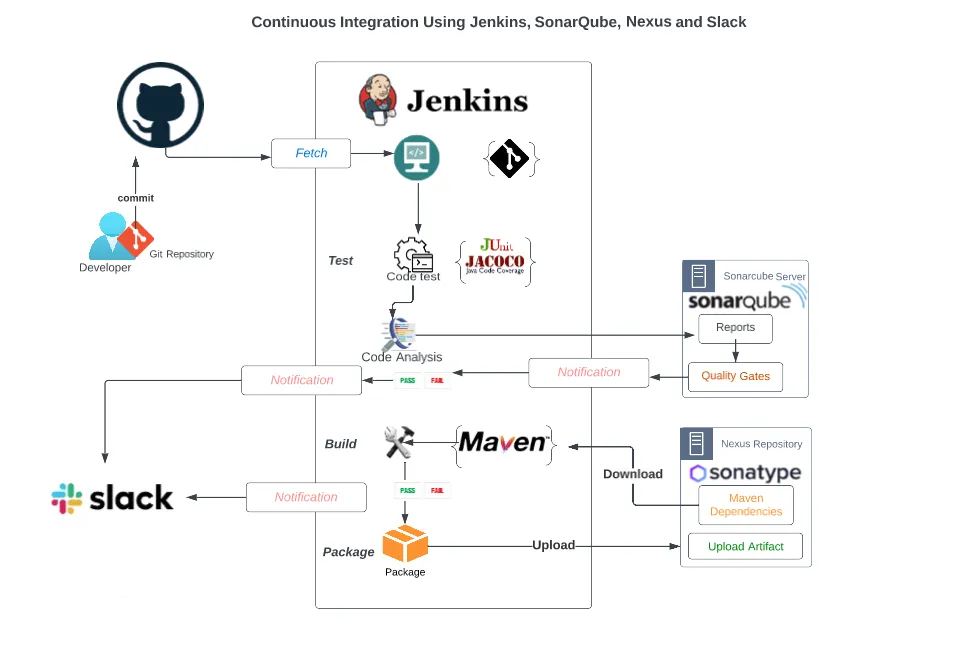 Continuous Integration Using Jenkins, SonarQube, Nexus and Slack
Jenkins
Fetch
</>
commit
Git Repository
Developer
Test
Code test
JUnit
JACOCO
Java Code Coverage
Sonarcube Server
sonarqube
Reports
Quality Gates
Code Analysis
Notification
PASS
FAIL
Notification
Build
Maven™
Nexus Repository
sonatype
Download
Maven
Dependencies
Upload Artifact
slack
Notification
PASS
FAIL
Package
Package
Upload